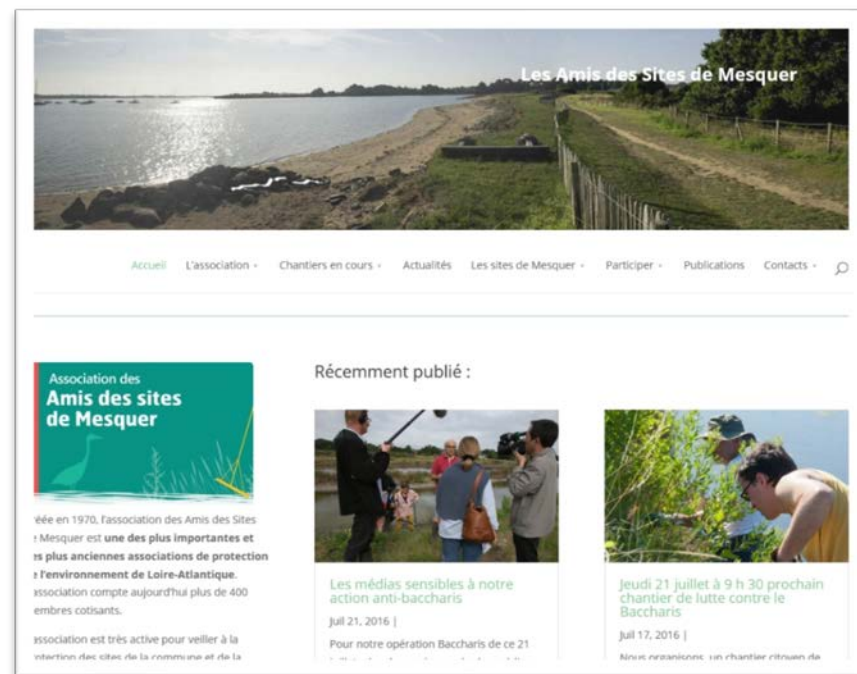 Les Amis des Sites de Mesquer
Accueil L'association Chantiers en cours Actualités Les sites de Mesquer Participer Publications Contacts
Association des
Amis des sites
de Mesquer
Récemment publié :
éée en 1970, l'association des Amis des Sites
Mesquer est une des plus importantes et
es plus anciennes associations de protection
l'environnement de Loire-Atlantique.
association compte aujourd'hui plus de 400
embres cotisants.
association est très active pour veiller à la
protection des sites de la commune et de la
Les médias sensibles à notre
action anti-baccharis
Juil 21, 2016 |
Pour notre opération Baccharis de ce 21
Jeudi 21 juillet à 9 h 30 prochain
chantier de lutte contre le
Baccharis
Juil 17, 2016 |
Nous organisons un chantier citoyen de